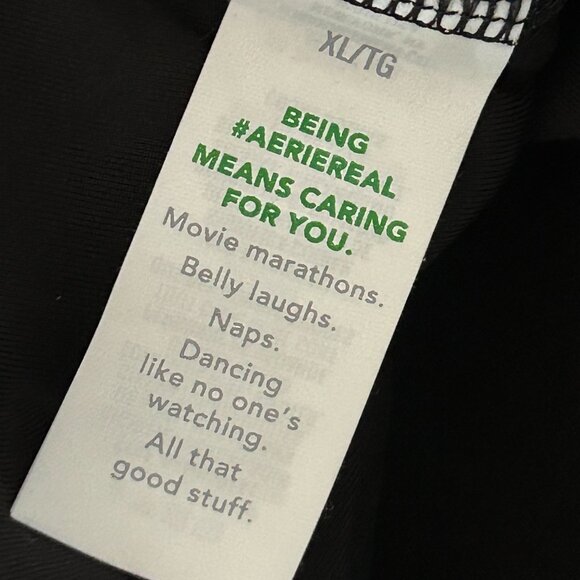 XL/TG
BEING
#AERIEREAL
MEANS CARING
FOR YOU.
Movie marathons.
Belly laughs.
Naps.
Dancing
like no one's
watching.
All that
good stuff.